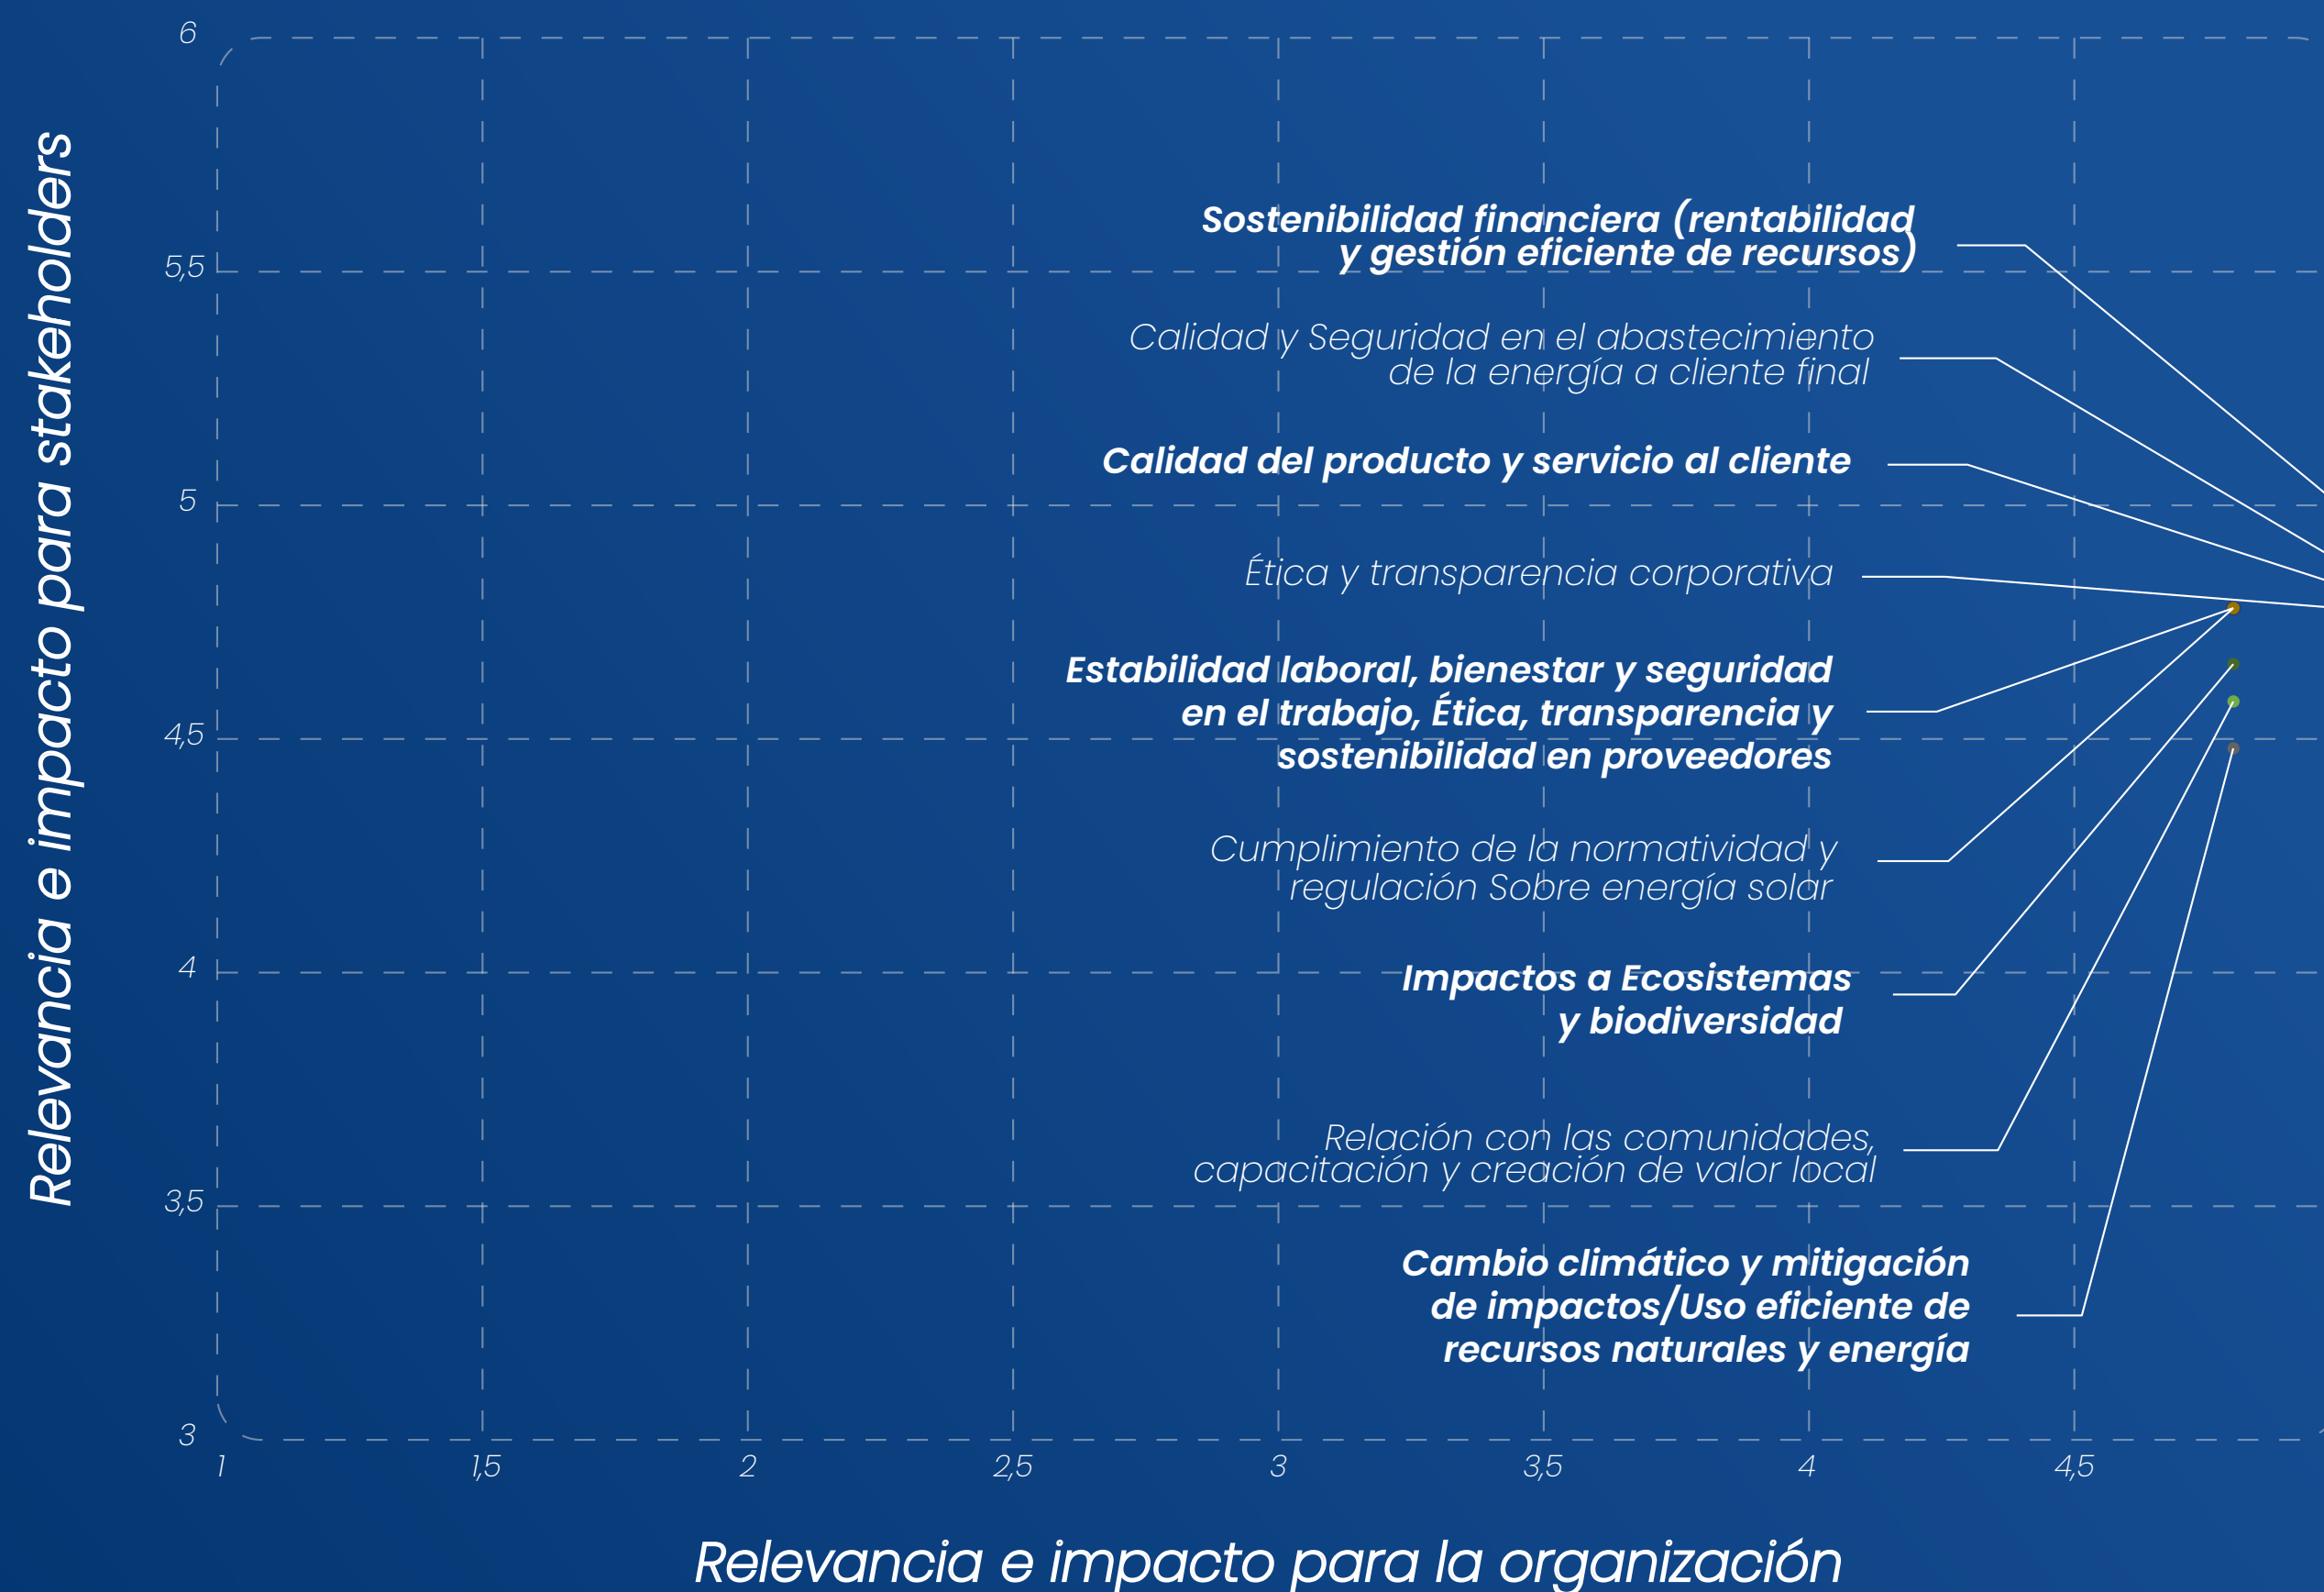 Relevancia e impacto para stakeholders
6
5,5
5
4,5
4
3,5
3
Sostenibilidad financiera (rentabilidad
y gestión eficiente de recursos)
Calidad y Seguridad en el abastecimiento
de la energía a cliente final
Calidad del producto y servicio al cliente
Ética y transparencia corporativa
Estabilidad laboral, bienestar y seguridad
en el trabajo, Ética, transparencia y
sostenibilidad en proveedores
Cumplimiento de la normatividad y
regulación Sobre energía solar
Impactos a Ecosistemas
y biodiversidad
Relación con las comunidades,
capacitación y creación de valor local
Cambio climático y mitigación
de impactos/Uso eficiente de
recursos naturales y energía
1 1,5 2 2,5 3 3,5 4 4,5
Relevancia e impacto para la organización